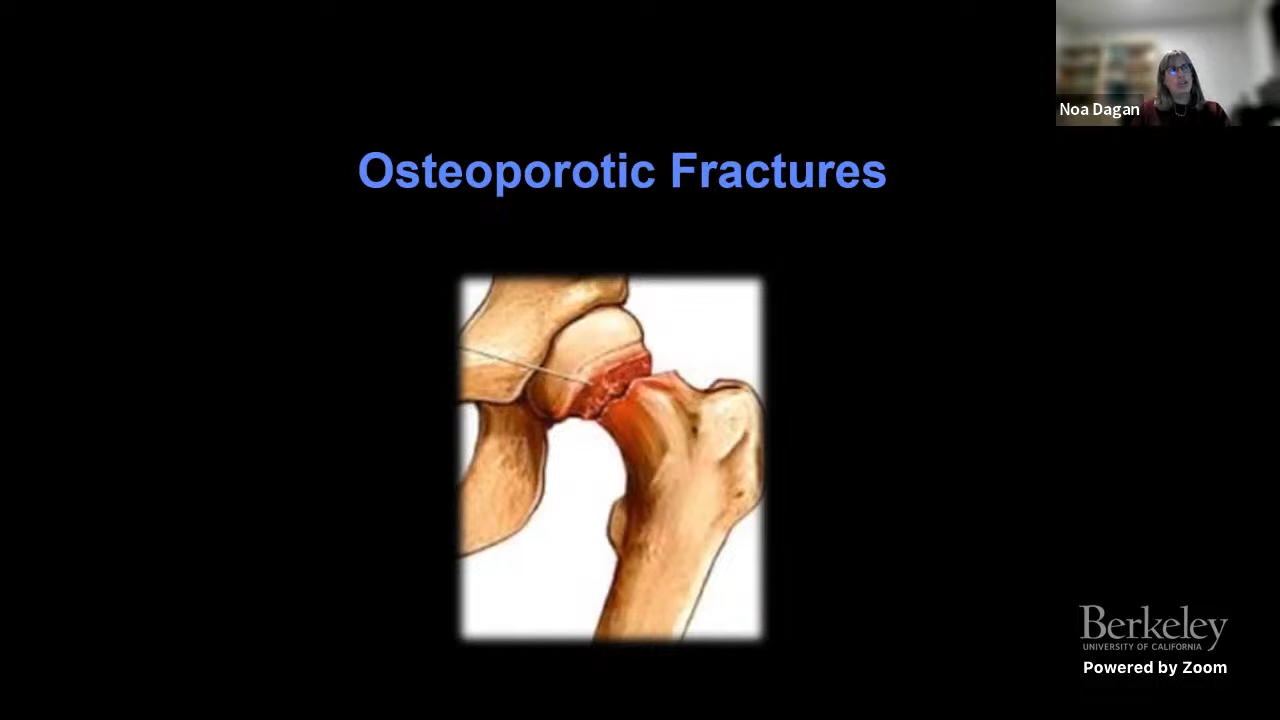 Noa Dagan
Osteoporotic Fractures
Berkeley
UNIVERSITY OF CALIFORNIA
Powered by Zoom